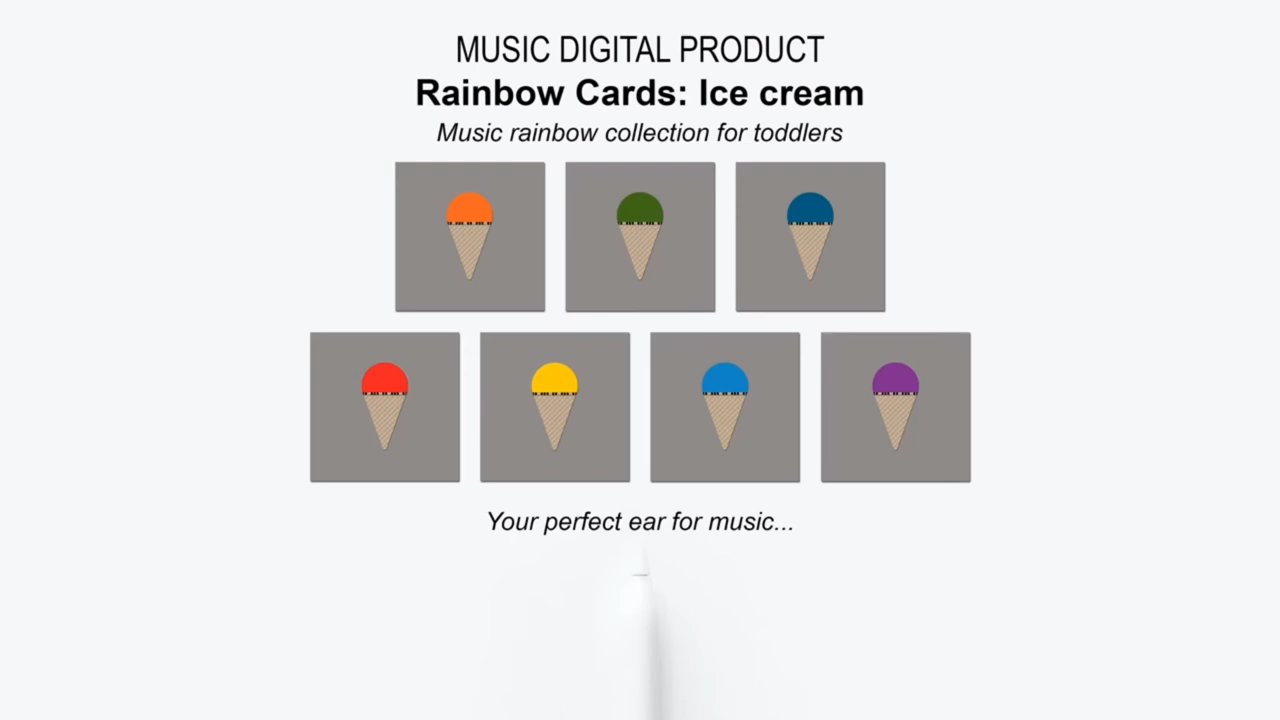 MUSIC DIGITAL PRODUCT
Rainbow Cards: Ice cream
Music rainbow collection for toddlers
Your perfect ear for music...